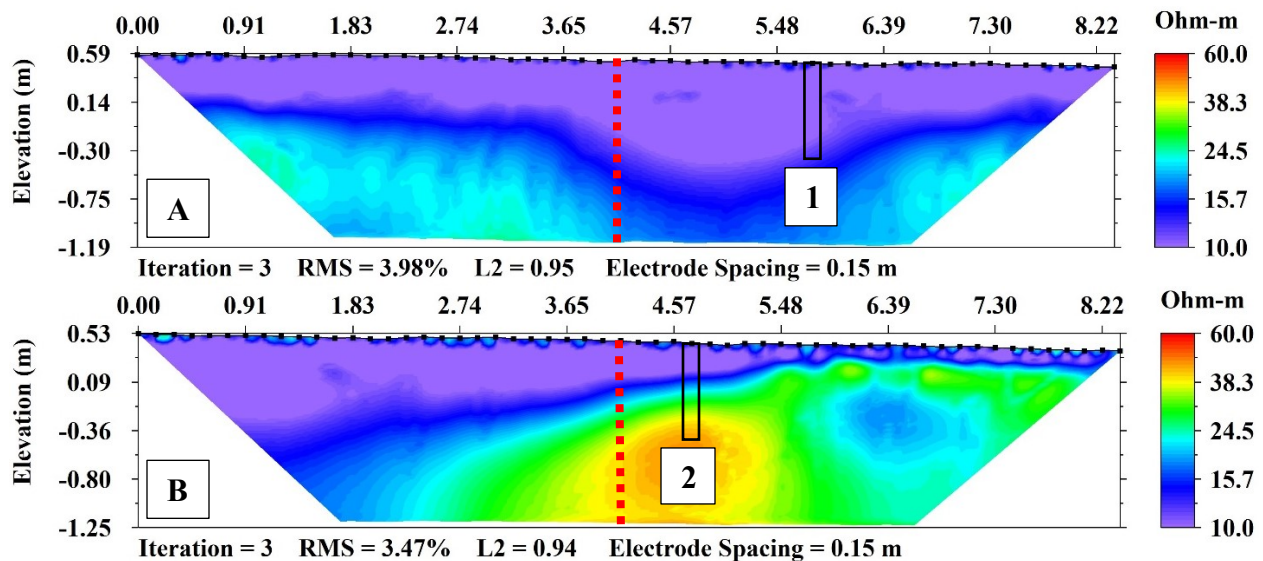 0.00 0.91 1.83 2.74 3.65 4.57 5.48 6.39 7.30 8.22 Ohm-m
Elevation (m)
0.59 60.0
0.14 38.3
-0.30 24.5
-0.75 15.7
-1.19 10.0
A
1
Iteration = 3 RMS = 3.98% L2 = 0.95 Electrode Spacing = 0.15 m
0.00 0.91 1.83 2.74 3.65 4.57 5.48 6.39 7.30 8.22 Ohm-m
Elevation (m)
0.53 60.0
0.09 38.3
-0.36 24.5
-0.80 15.7
-1.25 10.0
B
2
Iteration = 3 RMS = 3.47% L2 = 0.94 Electrode Spacing = 0.15 m